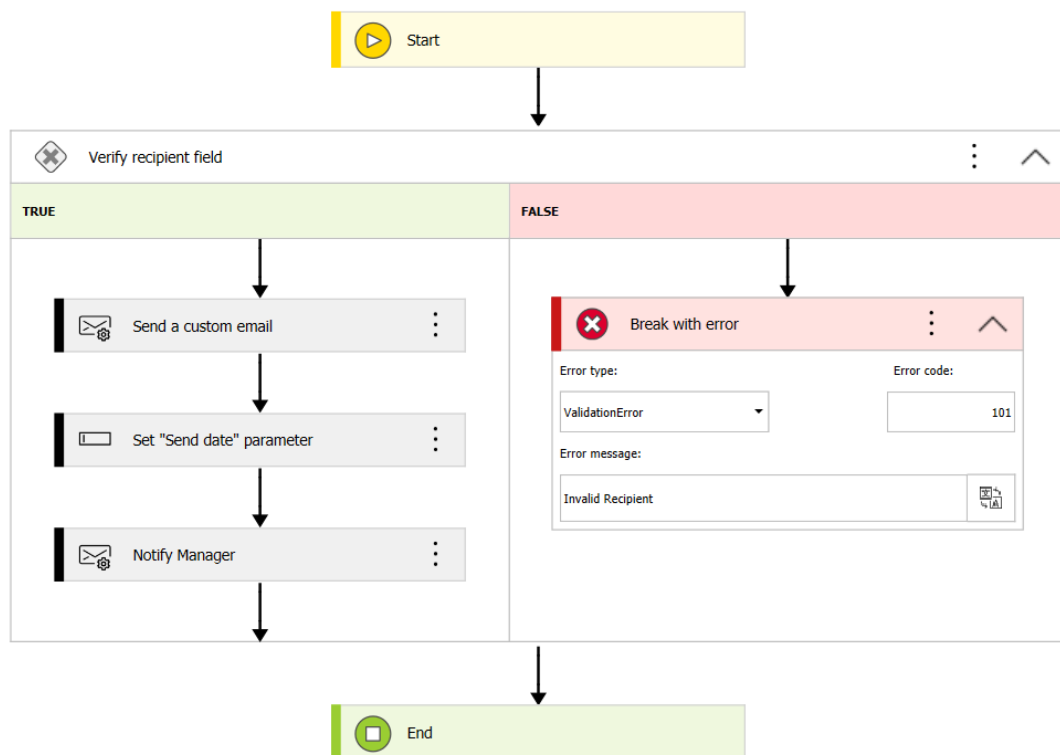 Start
Verify recipient field
TRUE
FALSE
Send a custom email
Set "Send date" parameter
Notify Manager
Break with error
Error type:
Error code:
ValidationError
101
Error message:
Invalid Recipient
End